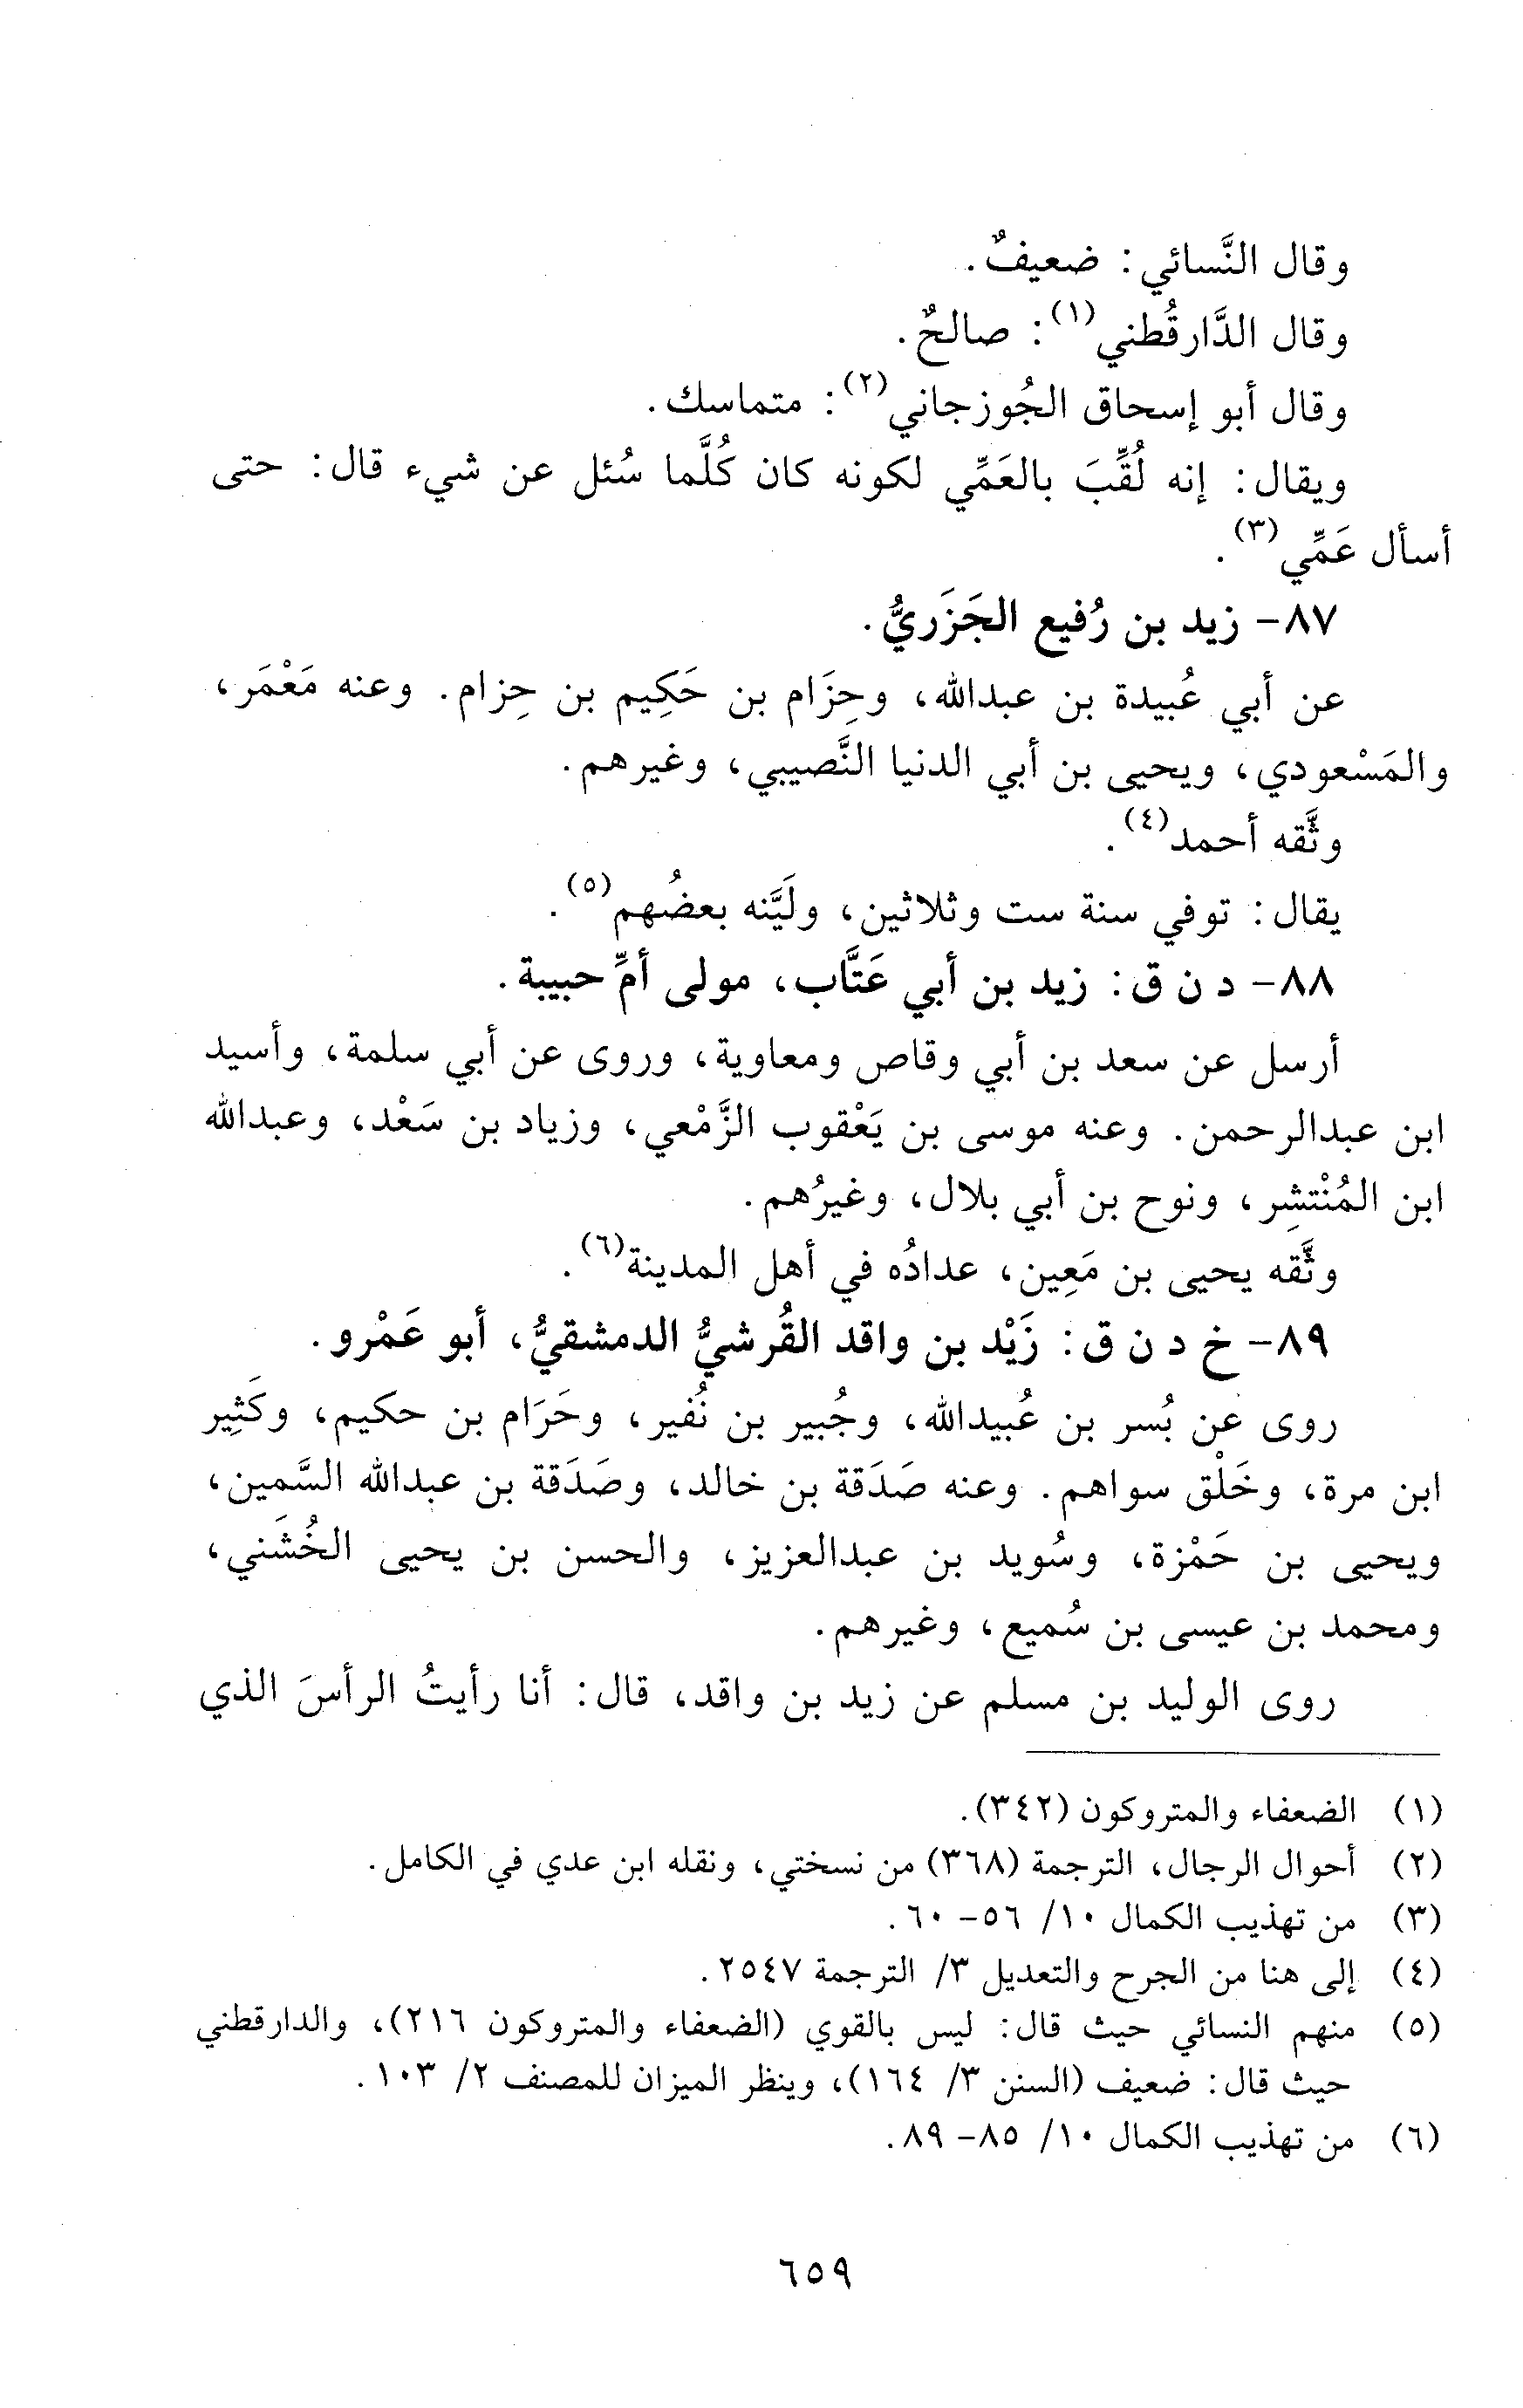 وقال النَّسائي: ضعيفٌ.
وقال الدَّارقُطني(١): صالحٌ.
وقال أبو إسحاق الجُوزجاني(٢): متماسك.
ويقال: إنه لُقِّبَ بالعَمِّي لكونه كان كُلَّما سُئل عن شيء قال: حتى
أسأل عَمِّي(٣).
٨٧- زيد بن رُفيع الجَزَريُّ.
عن أبي عُبيدة بن عبدالله، وحِزَام بن حَكِيم بن حِزام. وعنه مَعْمَر،
والمَسْعودي، ويحيى بن أبي الدنيا النَّصيبي، وغيرهم.
وثَّقه أحمد(٤).
يقال: توفي سنة ست وثلاثين، ولَيَّنه بعضُهم(٥).
٨٨- د ن ق: زيد بن أبي عَتَّاب، مولى أمِّ حبيبة.
أرسل عن سعد بن أبي وقاص ومعاوية، وروى عن أبي سلمة، وأسيد
ابن عبدالرحمن. وعنه موسى بن يَعْقوب الزَّمْعي، وزياد بن سَعْد، وعبدالله
ابن المُنْتشِر، ونوح بن أبي بلال، وغيرُهم.
وثَّقه يحيى بن مَعِين، عدادُه في أهل المدينة(٦).
٨٩- خ د ن ق: زَيْد بن واقد القُرشيُّ الدمشقيُّ، أبو عَمْرو.
روى عن بُسر بن عُبيدالله، وجُبير بن نُفير، وحَرَام بن حكيم، وكَثِير
ابن مرة، وخَلْق سواهم. وعنه صَدَقة بن خالد، وصَدَقة بن عبدالله السَّمين،
ويحيى بن حَمْزة، وسُويد بن عبدالعزيز، والحسن بن يحيى الخُشَني،
ومحمد بن عيسى بن سُميع، وغيرهم.
روى الوليد بن مسلم عن زيد بن واقد، قال: أنا رأيتُ الرأسَ الذي
(١) الضعفاء والمتروكون (٣٤٢).
(٢) أحوال الرجال، الترجمة (٣٦٨) من نسختي، ونقله ابن عدي في الكامل.
(٣) من تهذيب الكمال ١٠/ ٥٦- ٦٠.
(٤) إلى هنا من الجرح والتعديل ٣/ الترجمة ٢٥٤٧.
(٥) منهم النسائي حيث قال: ليس بالقوي (الضعفاء والمتروكون ٢١٦)، والدارقطني
حيث قال: ضعيف (السنن ٣/ ١٦٤)، وينظر الميزان للمصنف ٢/ ١٠٣.
(٦) من تهذيب الكمال ١٠/ ٨٥- ٨٩.
٦٥٩